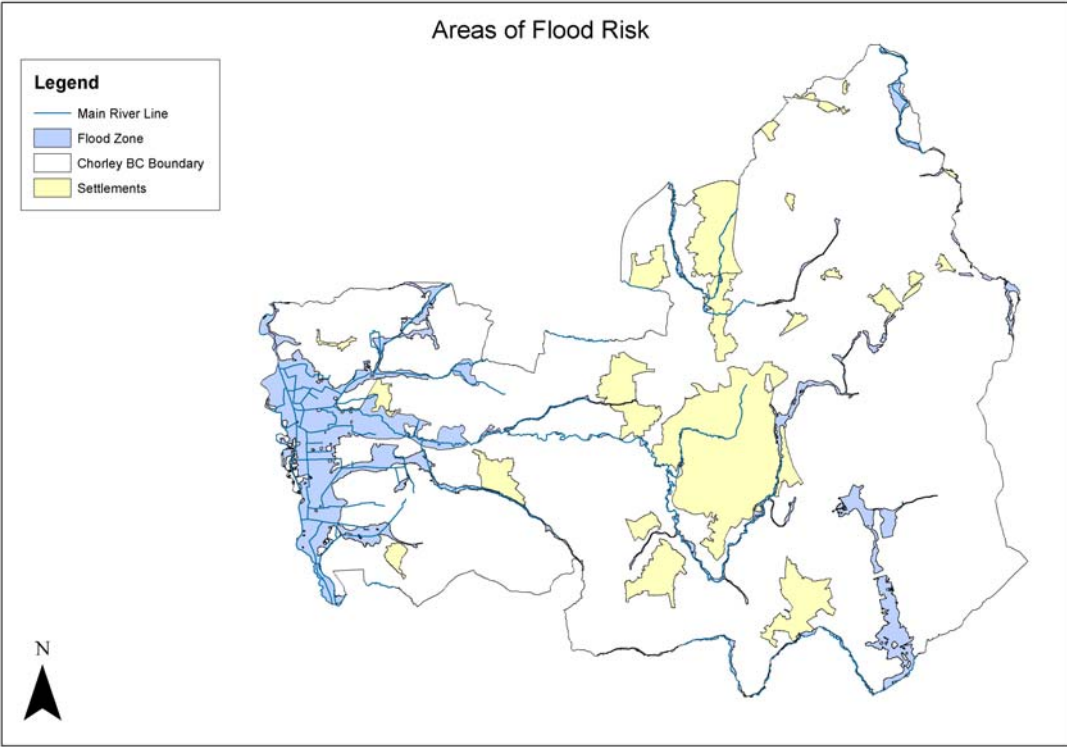 Areas of Flood Risk
Legend
Main River Line
Flood Zone
Chorley BC Boundary
Settlements
N